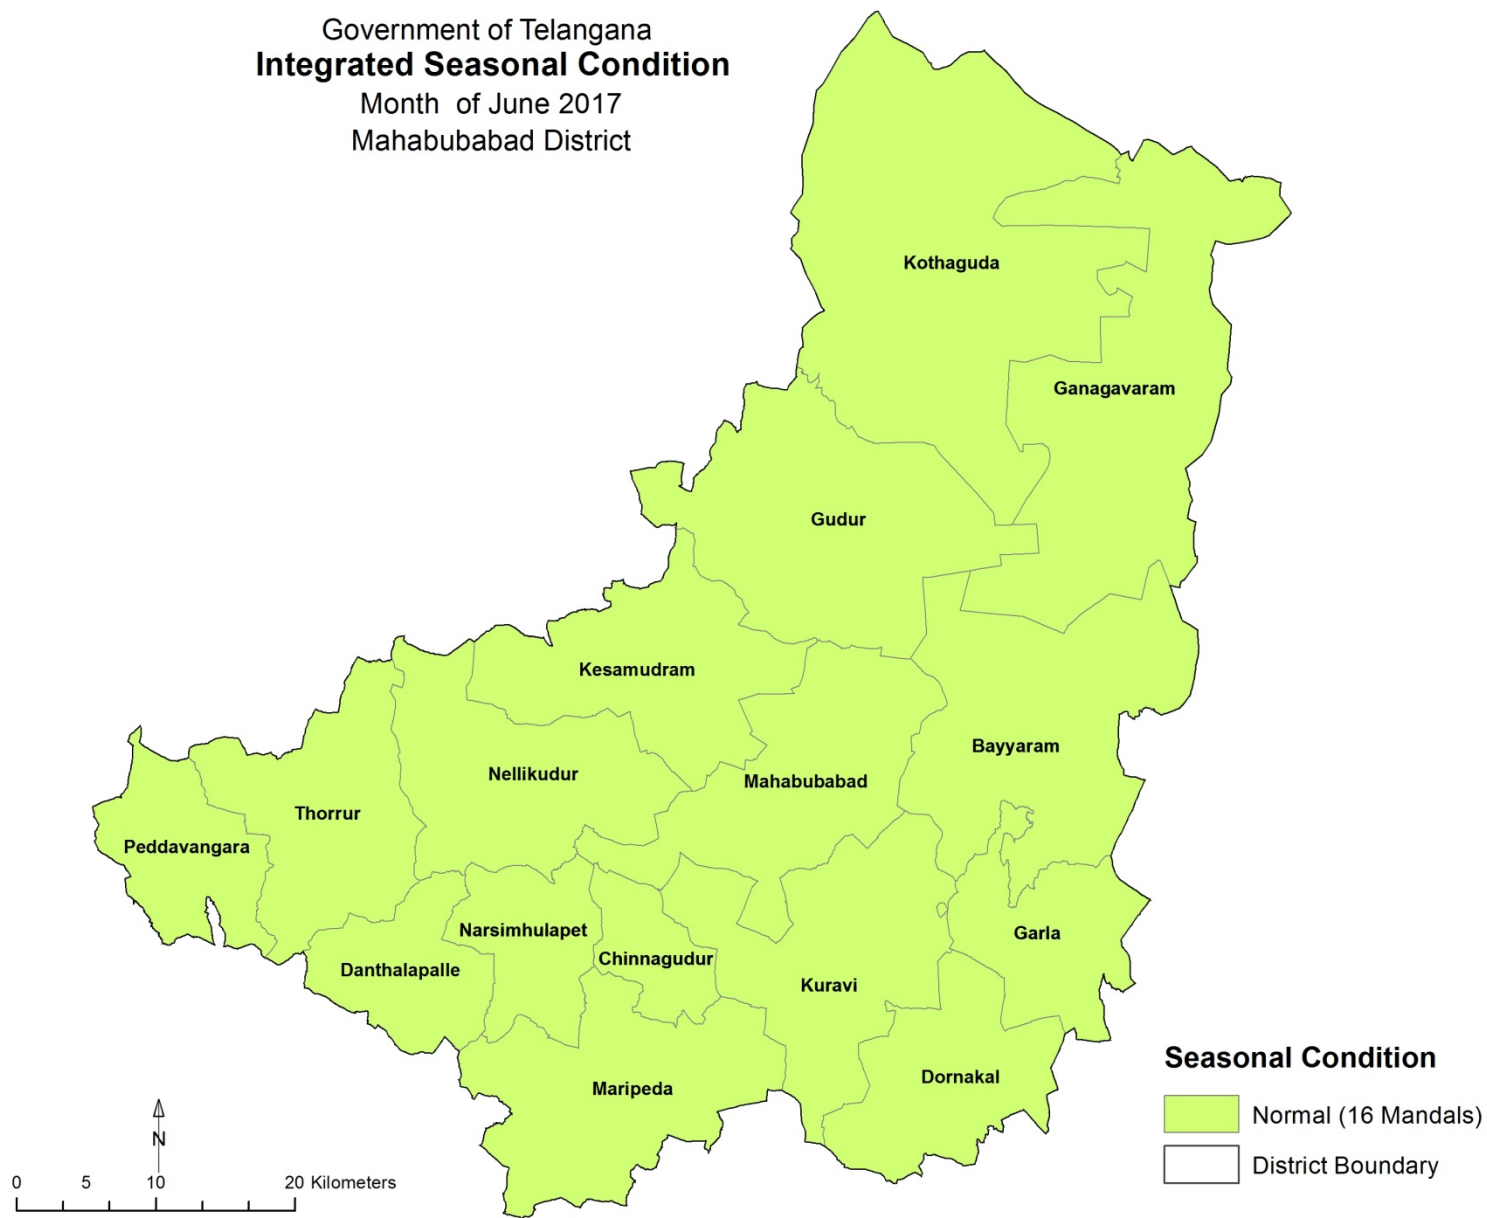 Government of Telangana
Integrated Seasonal Condition
Month of June 2017
Mahabubabad District
Kothaguda
Ganagavaram
Gudur
Kesamudram
Bayyaram
Nellikudur
Mahabubabad
Thorrur
Peddavangara
Narsimhulapet
Garla
Chinnagudur
Danthalapalle
Kuravi
Dornakal
Maripeda
Seasonal Condition
Normal (16 Mandals)
District Boundary
N
0 5 10 20 Kilometers